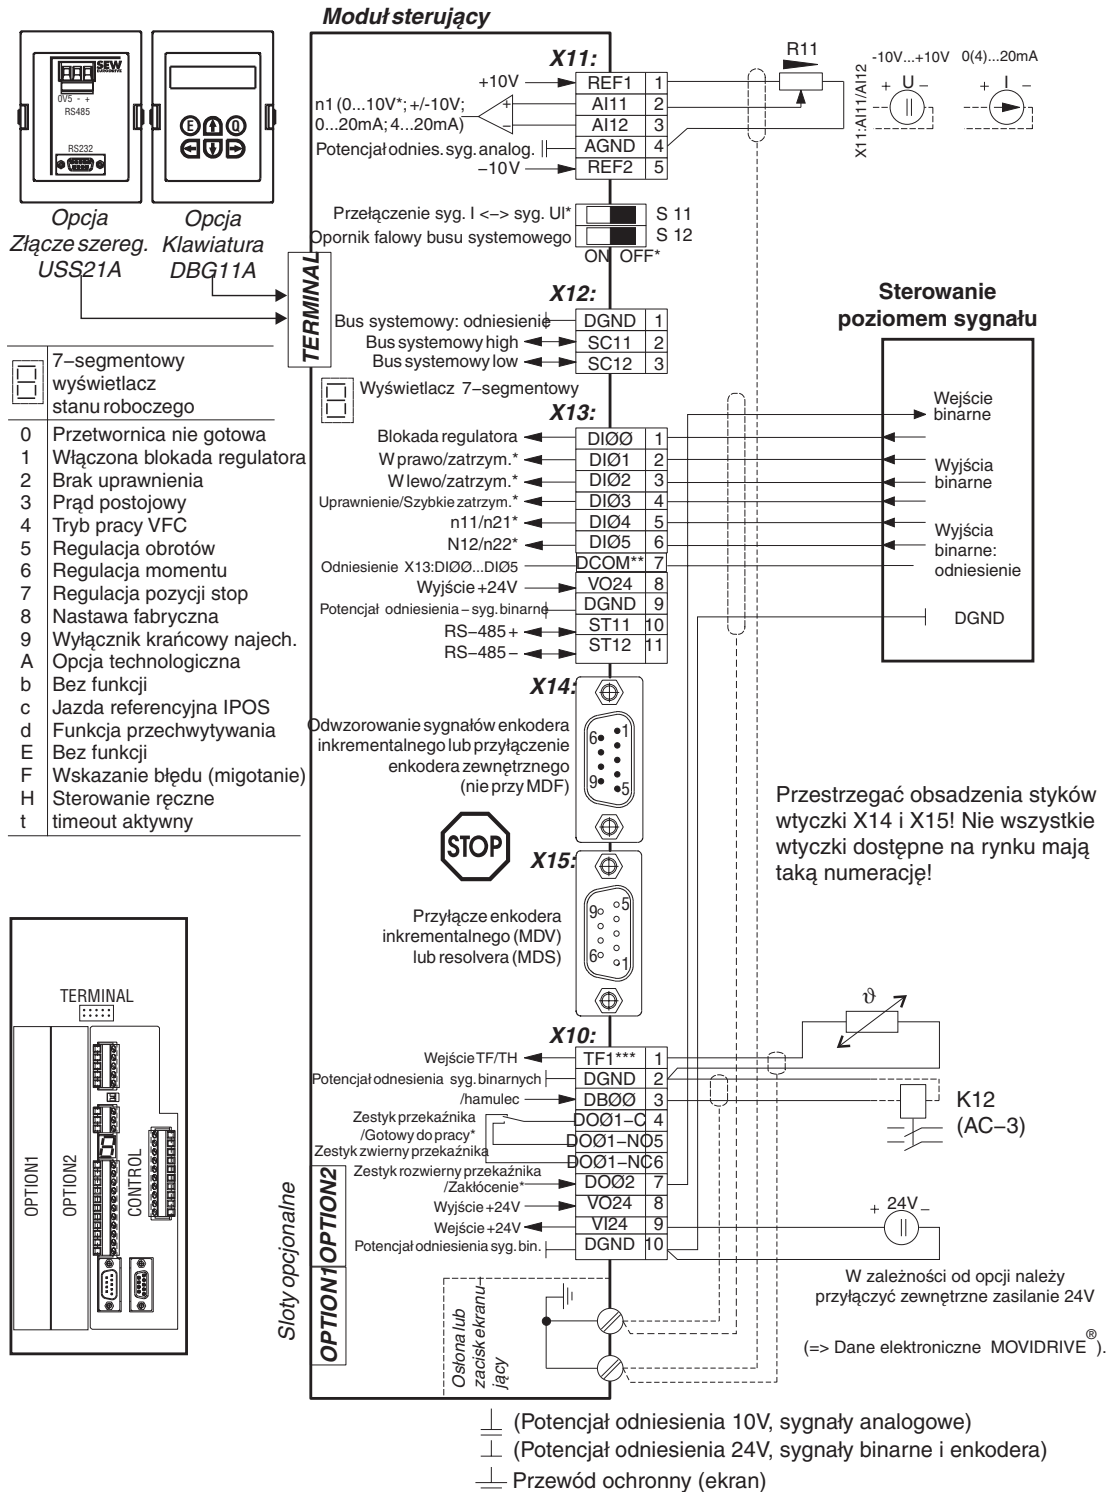 Moduł sterujący
SEW
EURODRIVE
0V5 - +
RS485
RS232
E
Q
Opcja
Złącze szereg.
USS21A
Opcja
Klawiatura
DBG11A
TERMINAL
7–segmentowy
wyświetlacz
stanu roboczego
0 Przetwornica nie gotowa
1 Włączona blokada regulatora
2 Brak uprawnienia
3 Prąd postojowy
4 Tryb pracy VFC
5 Regulacja obrotów
6 Regulacja momentu
7 Regulacja pozycji stop
8 Nastawa fabryczna
9 Wyłącznik krańcowy najech.
A Opcja technologiczna
b Bez funkcji
c Jazda referencyjna IPOS
d Funkcja przechwytywania
E Bez funkcji
F Wskazanie błędu (migotanie)
H Sterowanie ręczne
t timeout aktywny
X11:
+10V REF1 1
n1 (0...10V*; +/-10V; AI11 2
0...20mA; 4...20mA) AI12 3
Potencjał odnies. syg. analog. AGND 4
–10V REF2 5
R11
X11:AI11/AI12
-10V...+10V 0(4)...20mA
+ U – + I –
Przełączenie syg. I <–> syg. UI* S 11
Opornik falowy busu systemowego S 12
ON OFF*
X12:
Bus systemowy: odniesienie DGND 1
Bus systemowy high SC11 2
Bus systemowy low SC12 3
Wyświetlacz 7–segmentowy
X13:
Blokada regulatora DIØØ 1
W prawo/zatrzym.* DIØ1 2
W lewo/zatrzym.* DIØ2 3
Uprawnienie/Szybkie zatrzym.* DIØ3 4
n11/n21* DIØ4 5
N12/n22* DIØ5 6
Odniesienie X13:DIØØ...DIØ5 DCOM** 7
Wyjście +24V VO24 8
Potencjał odniesienia – syg.binarne DGND 9
RS–485 + ST11 10
RS–485 – ST12 11
Sterowanie
poziomem sygnału
Wejście
binarne
Wyjścia
binarne
Wyjścia
binarne:
odniesienie
DGND
X14:
Odwzorowanie sygnałów enkodera
inkrementalnego lub przyłączenie
enkodera zewnętrznego
(nie przy MDF)
6 1
9 5
STOP
Przestrzegać obsadzenia styków
wtyczki X14 i X15! Nie wszystkie
wtyczki dostępne na rynku mają
taką numerację!
X15:
Przyłącze enkodera
inkrementalnego (MDV)
lub resolvera (MDS)
9 5
6 1
TERMINAL
OPTION1
OPTION2
CONTROL
X10:
Wejście TF/TH TF1*** 1
Potencjał odnesienia syg. binarnych DGND 2
/hamulec DBØØ 3
Zestyk przekaźnika DOØ1–C 4
/Gotowy do pracy* DOØ1–NO 5
Zestyk zwierny przekaźnika DOØ1–NC 6
Zestyk rozwierny przekaźnika
/Zakłócenie* DOØ2 7
Wyjście +24V VO24 8
Wejście +24V VI24 9
Potencjał odniesienia syg. bin. DGND 10
ϑ
K12
(AC–3)
+ 24V –
W zależności od opcji należy
przyłączyć zewnętrzne zasilanie 24V
(=> Dane elektroniczne MOVIDRIVE®).
Sloty opcjonalne
OPTION1 OPTION2
Osłona lub
zacisk ekranu–
jący
(Potencjał odniesienia 10V, sygnały analogowe)
(Potencjał odniesienia 24V, sygnały binarne i enkodera)
Przewód ochronny (ekran)